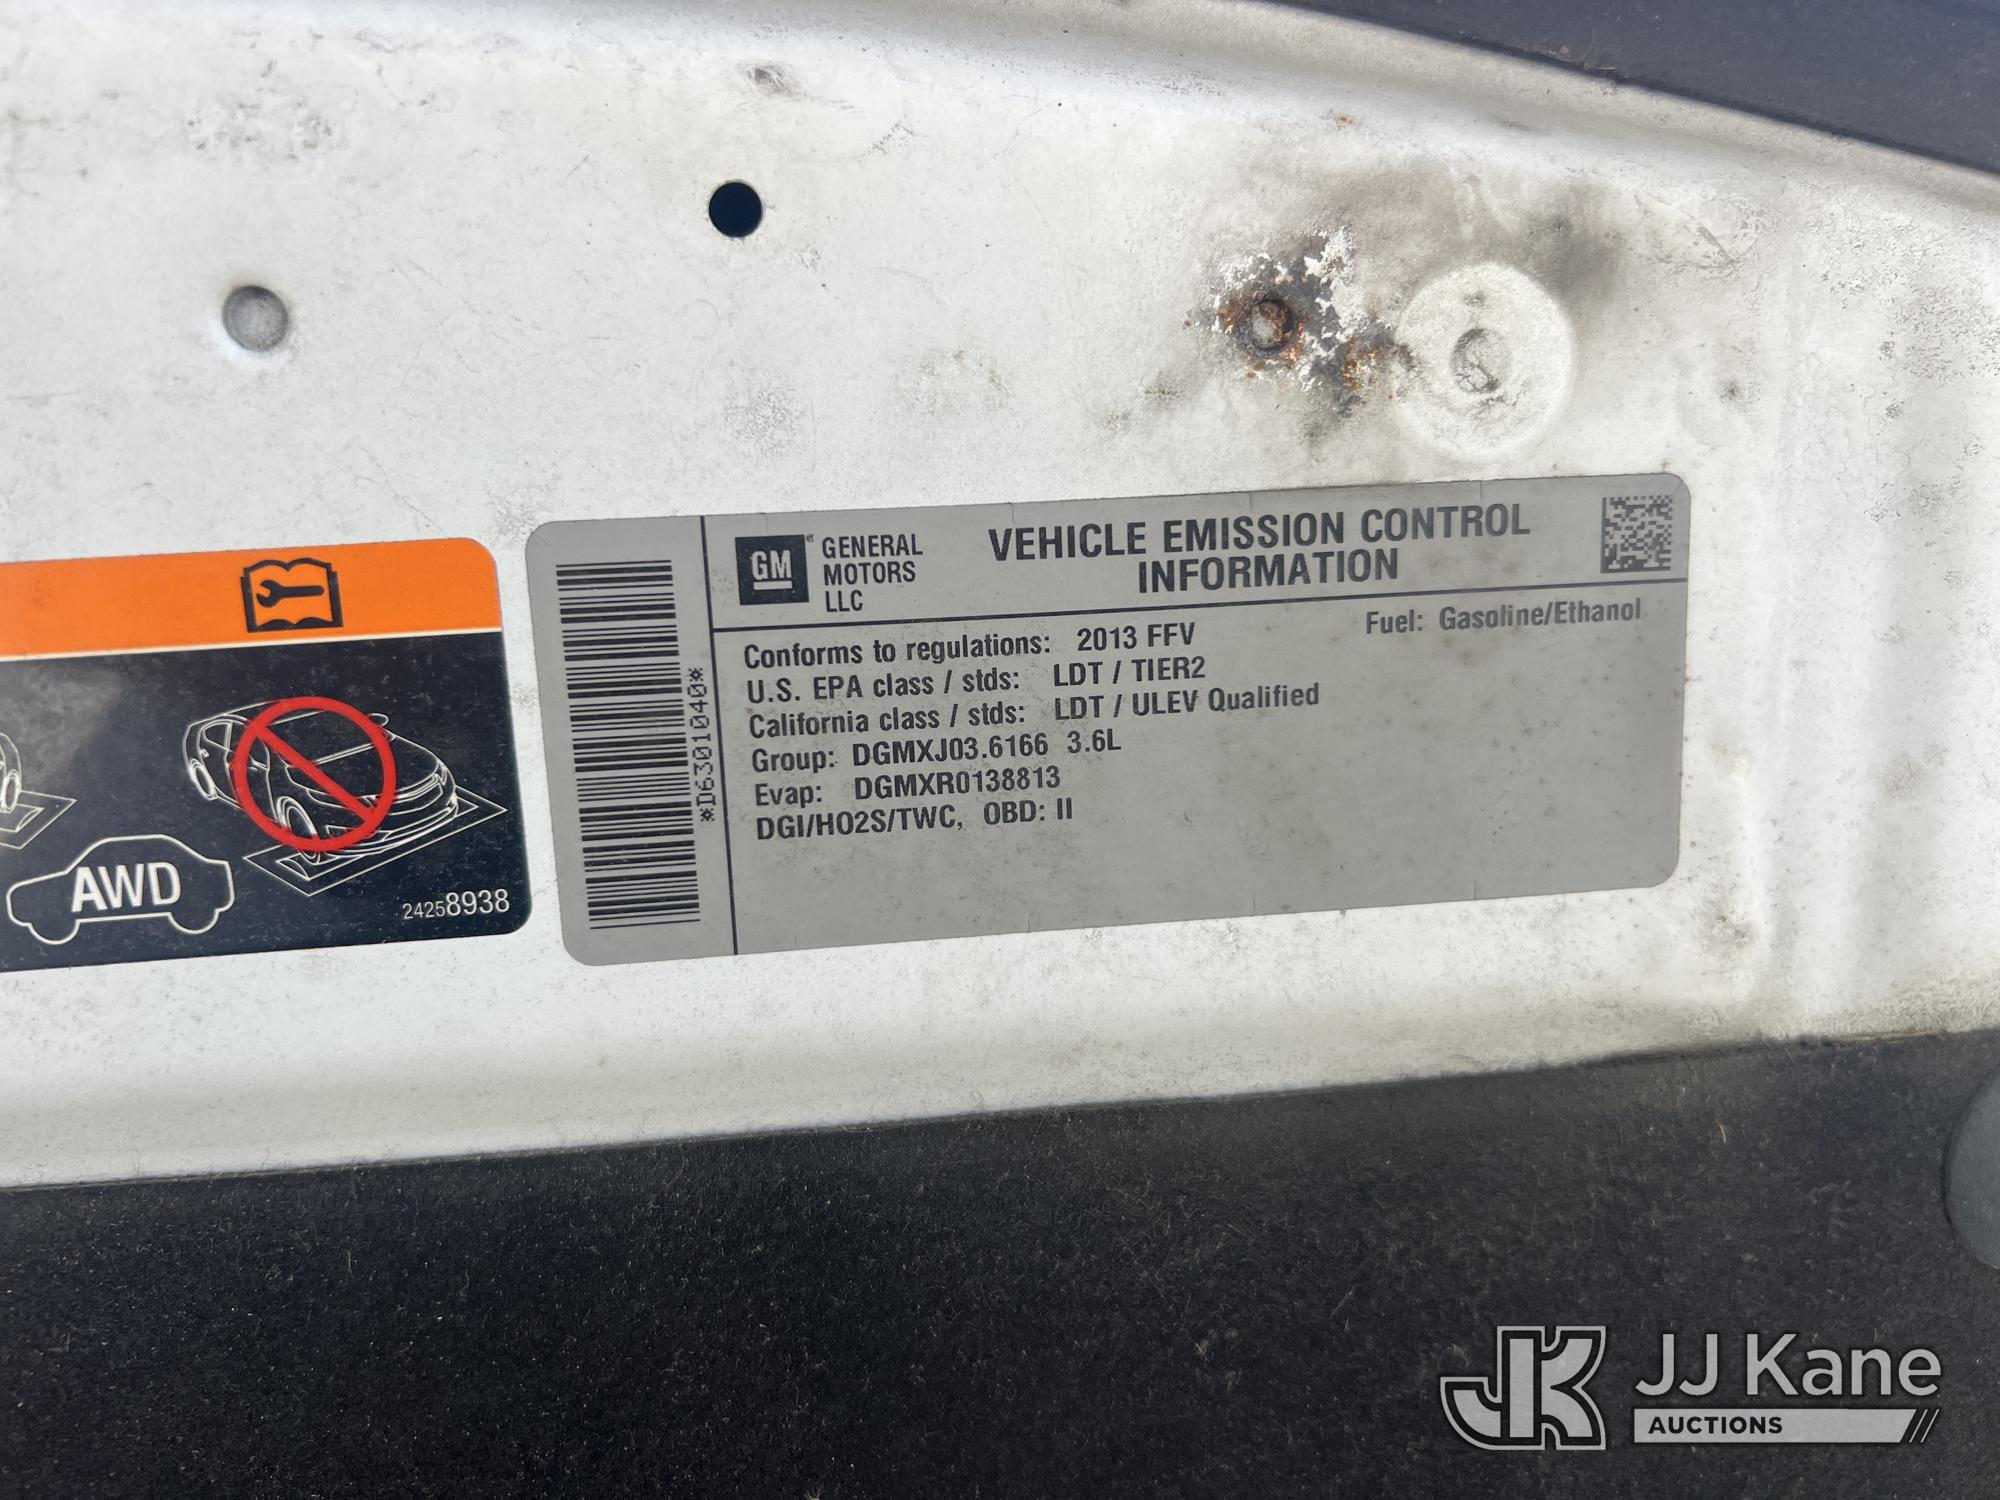 GM GENERAL MOTORS LLC
VEHICLE EMISSION CONTROL
INFORMATION
Fuel: Gasoline/Ethanol
Conforms to regulations: 2013 FFV
U.S. EPA class / stds: LDT / TIER2
California class / stds: LDT / ULEV Qualified
Group: DGMXJ03.6166 3.6L
Evap: DGMXR0138813
DGI/HO2S/TWC, OBD: II
*D6301040*
AWD
24258938
JK JJ Kane
AUCTIONS